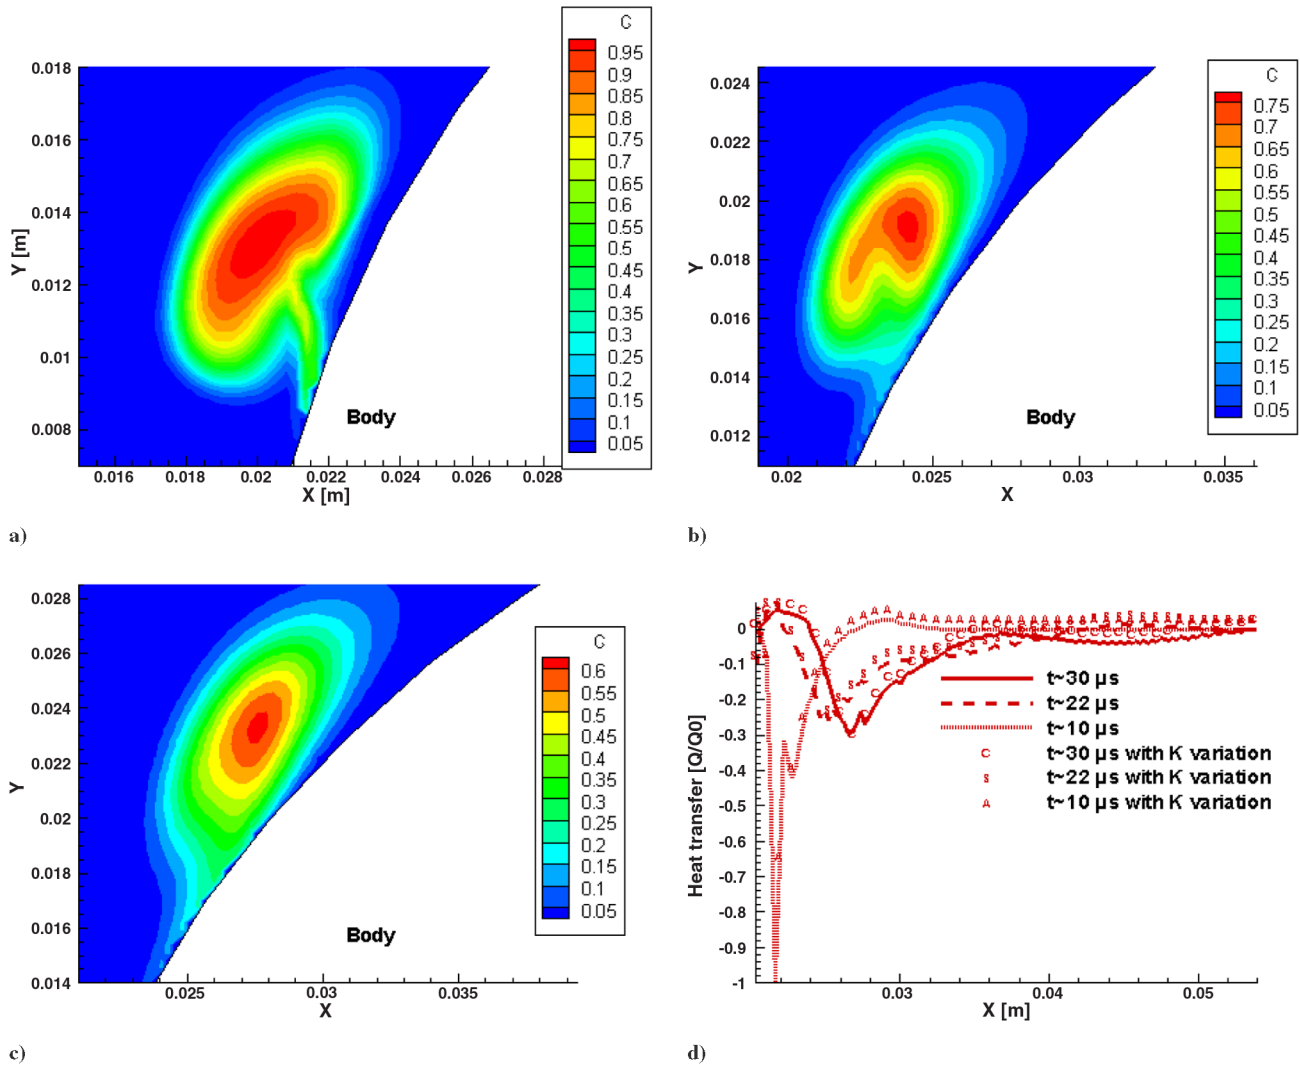 C
0.95
0.9
0.85
0.8
0.75
0.7
0.65
0.6
0.55
0.5
0.45
0.4
0.35
0.3
0.25
0.2
0.15
0.1
0.05
0.018
0.016
0.014
0.012
0.01
0.008
Y [m]
Body
0.016 0.018 0.02 0.022 0.024 0.026 0.028
X [m]
a)
C
0.75
0.7
0.65
0.6
0.55
0.5
0.45
0.4
0.35
0.3
0.25
0.2
0.15
0.1
0.05
0.024
0.022
0.02
0.018
0.016
0.014
0.012
Y
Body
0.02 0.025 0.03 0.035
X
b)
C
0.6
0.55
0.5
0.45
0.4
0.35
0.3
0.25
0.2
0.15
0.1
0.05
0.028
0.026
0.024
0.022
0.02
0.018
0.016
0.014
Y
Body
0.025 0.03 0.035
X
c)
0
-0.1
-0.2
-0.3
-0.4
-0.5
-0.6
-0.7
-0.8
-0.9
-1
Heat transfer [Q/Q0]
t~30 µs
t~22 µs
t~10 µs
C t~30 µs with K variation
S t~22 µs with K variation
A t~10 µs with K variation
0.03 0.04 0.05
X [m]
d)